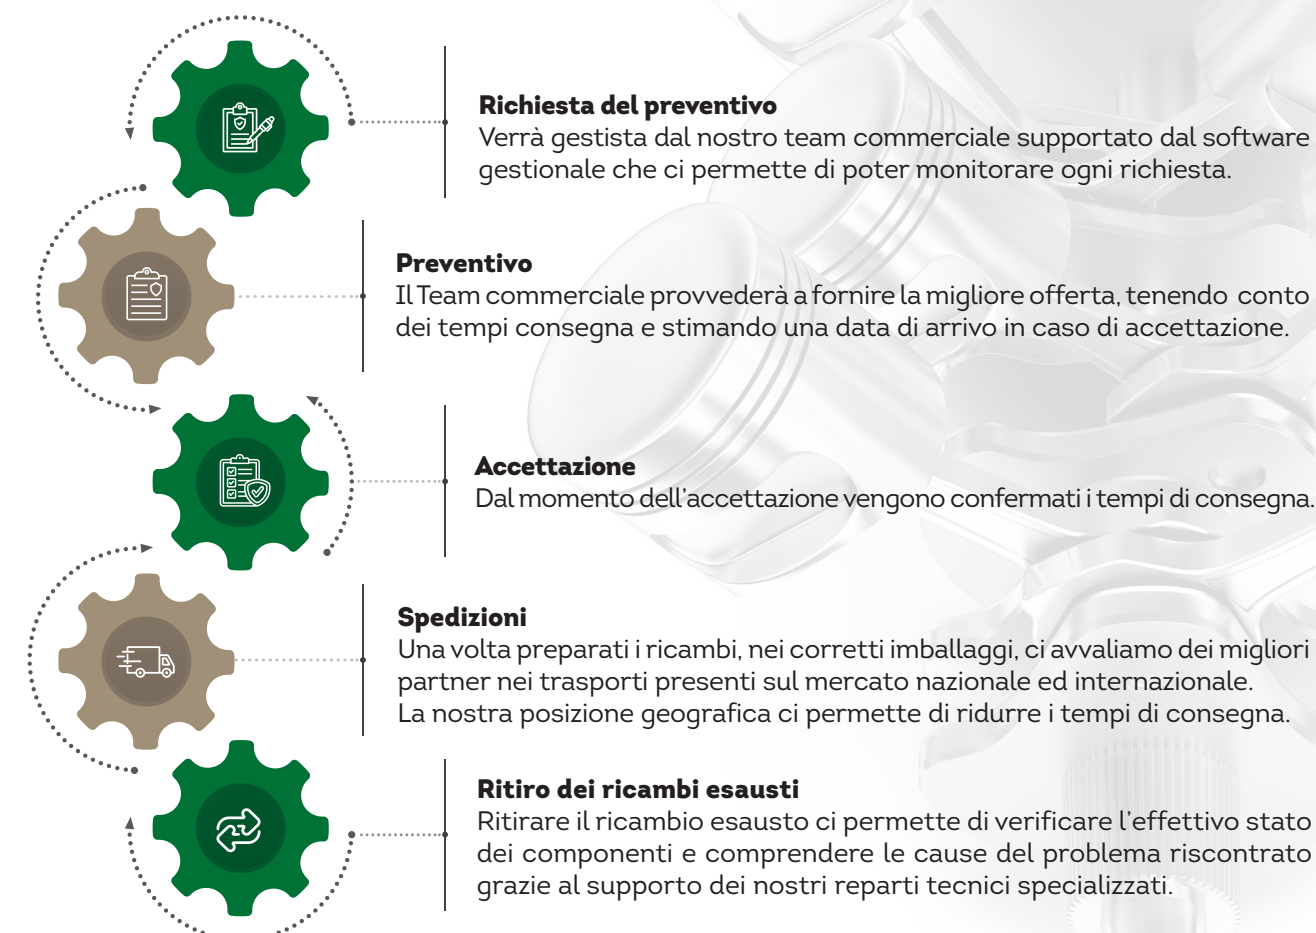 Richiesta del preventivo
Verrà gestista dal nostro team commerciale supportato dal software
gestionale che ci permette di poter monitorare ogni richiesta.
Preventivo
Il Team commerciale provvederà a fornire la migliore offerta, tenendo conto
dei tempi consegna e stimando una data di arrivo in caso di accettazione.
Accettazione
Dal momento dell'accettazione vengono confermati i tempi di consegna.
Spedizioni
Una volta preparati i ricambi, nei corretti imballaggi, ci avvaliamo dei migliori
partner nei trasporti presenti sul mercato nazionale ed internazionale.
La nostra posizione geografica ci permette di ridurre i tempi di consegna.
Ritiro dei ricambi esausti
Ritirare il ricambio esausto ci permette di verificare l'effettivo stato
dei componenti e comprendere le cause del problema riscontrato
grazie al supporto dei nostri reparti tecnici specializzati.